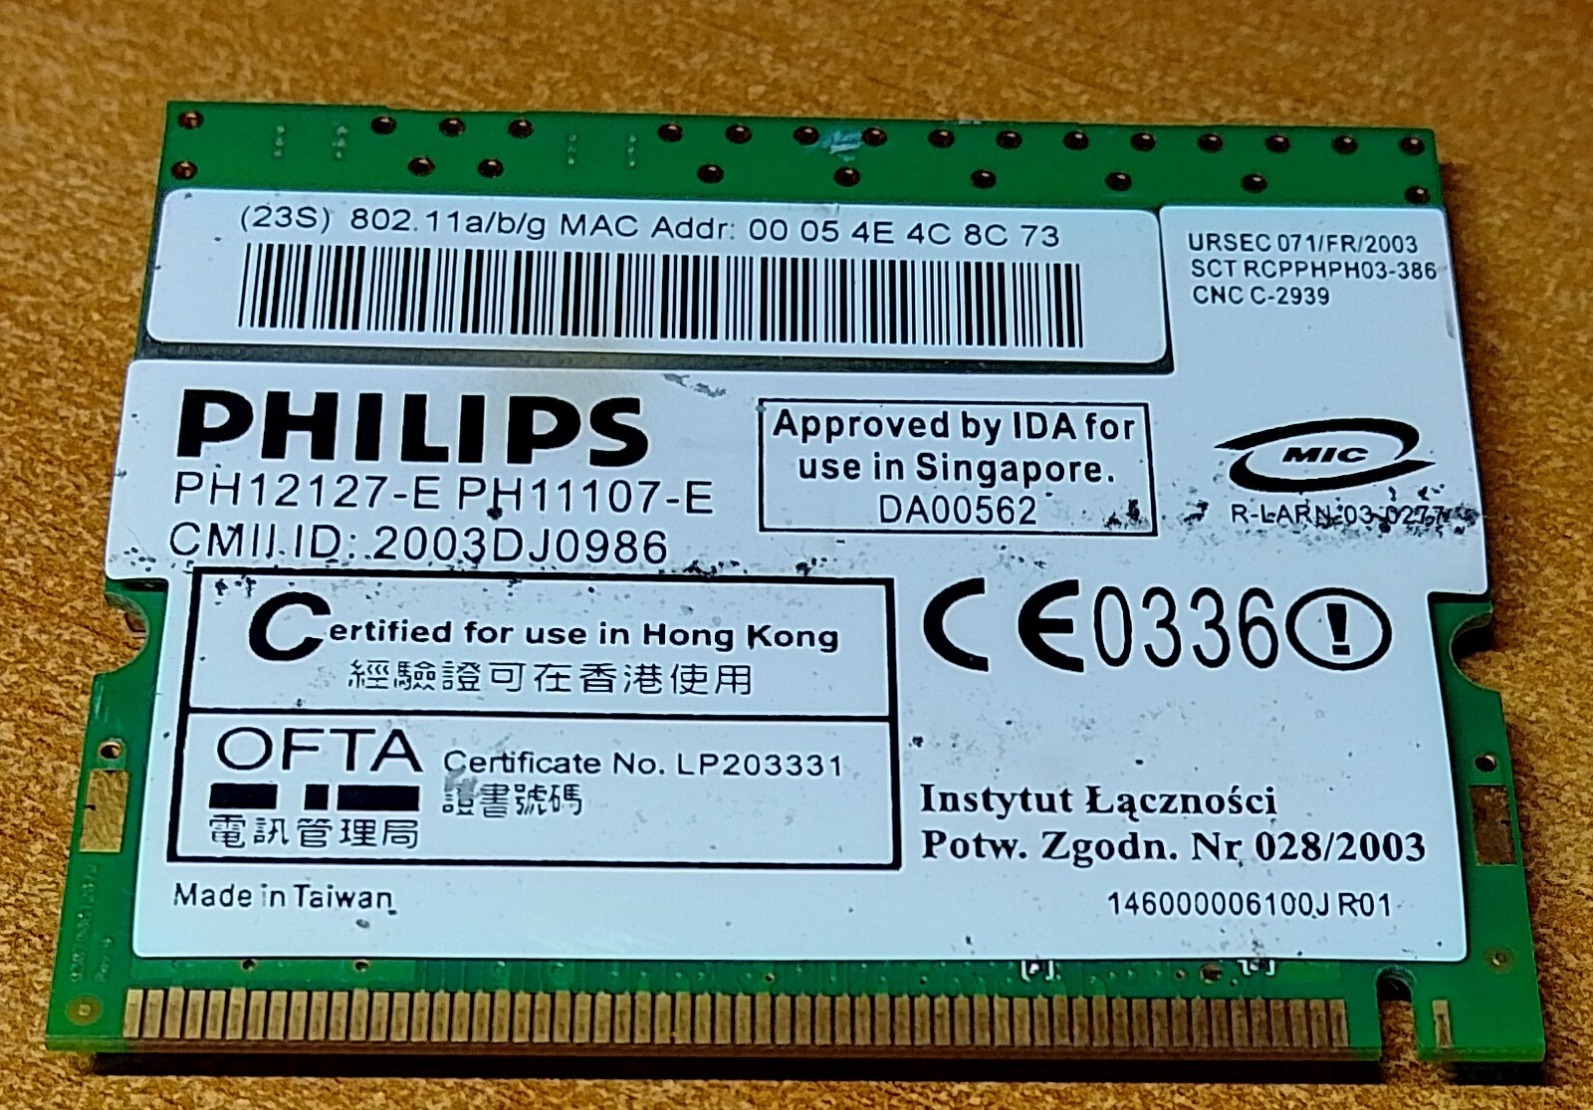 (23S) 802.11a/b/g MAC Addr: 00 05 4E 4C 8C 73
URSEC 071/FR/2003
SCT RCPPHPH03-386
CNC C-2939
PHILIPS
PH12127-E PH11107-E
CMII ID: 2003DJ0986
Approved by IDA for
use in Singapore.
DA00562
MIC
R-LARN-03-0277
Certified for use in Hong Kong
經驗證可在香港使用
OFTA
電訊管理局
Certificate No. LP203331
證書號碼
CE0336
Instytut Łączności
Potw. Zgodn. Nr 028/2003
Made in Taiwan
146000006100J R01